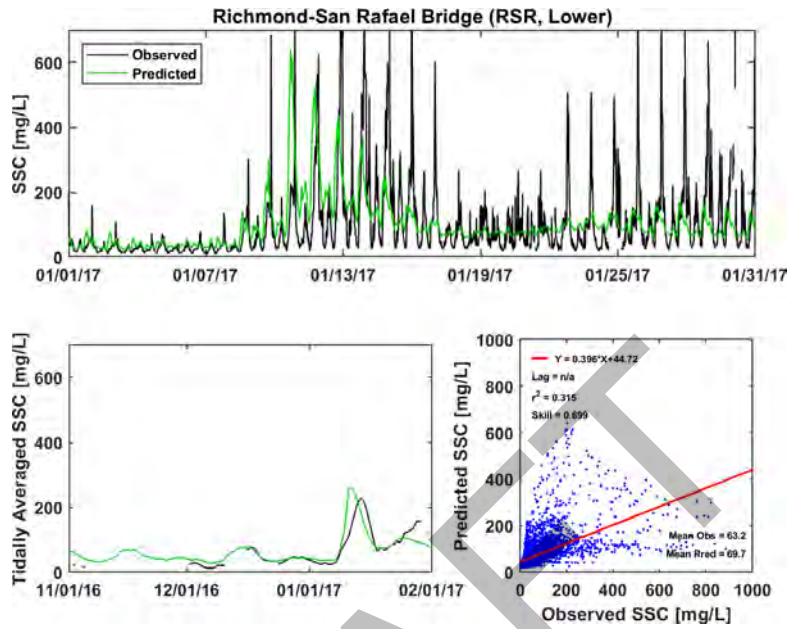 Richmond-San Rafael Bridge (RSR, Lower)
SSC [mg/L]
600
400
200
0
Observed
Predicted
01/01/17 01/07/17 01/13/17 01/19/17 01/25/17 01/31/17
Tidally Averaged SSC [mg/L]
600
400
200
0
11/01/16 12/01/16 01/01/17 02/01/17
Predicted SSC [mg/L]
1000
800
600
400
200
0
Y = 0.396*X+44.72
Lag = n/a
r² = 0.315
Skill = 0.699
Mean Obs = 63.2
Mean Rred = 69.7
0 200 400 600 800 1000
Observed SSC [mg/L]